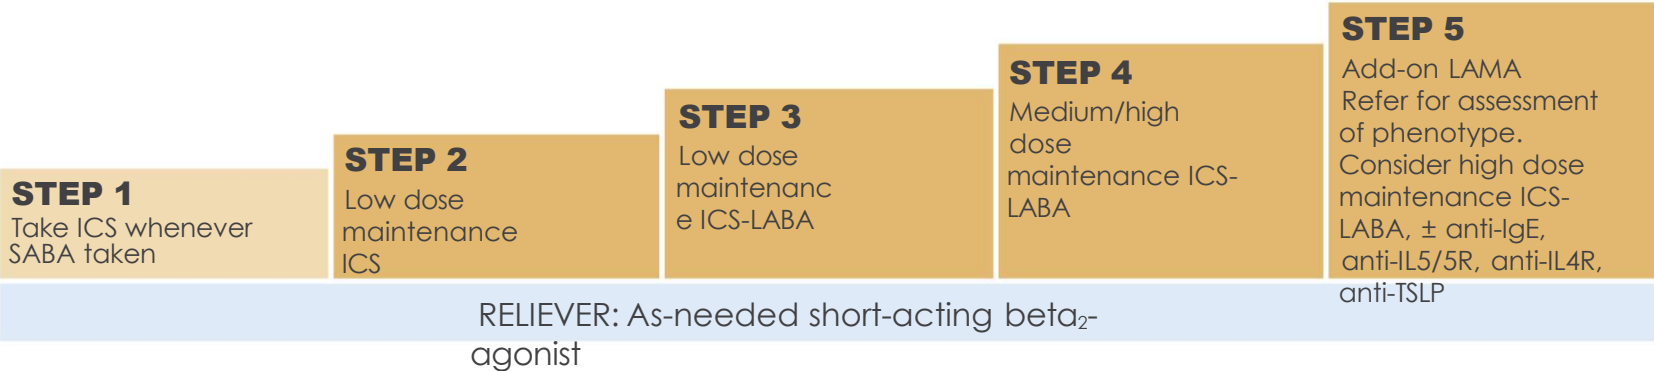 STEP 1
Take ICS whenever
SABA taken
STEP 2
Low dose
maintenance
ICS
STEP 3
Low dose
maintenanc
e ICS-LABA
STEP 4
Medium/high
dose
maintenance ICS-
LABA
STEP 5
Add-on LAMA
Refer for assessment
of phenotype.
Consider high dose
maintenance ICS-
LABA, ± anti-IgE,
anti-IL5/5R, anti-IL4R,
anti-TSLP
RELIEVER: As-needed short-acting beta₂-
agonist